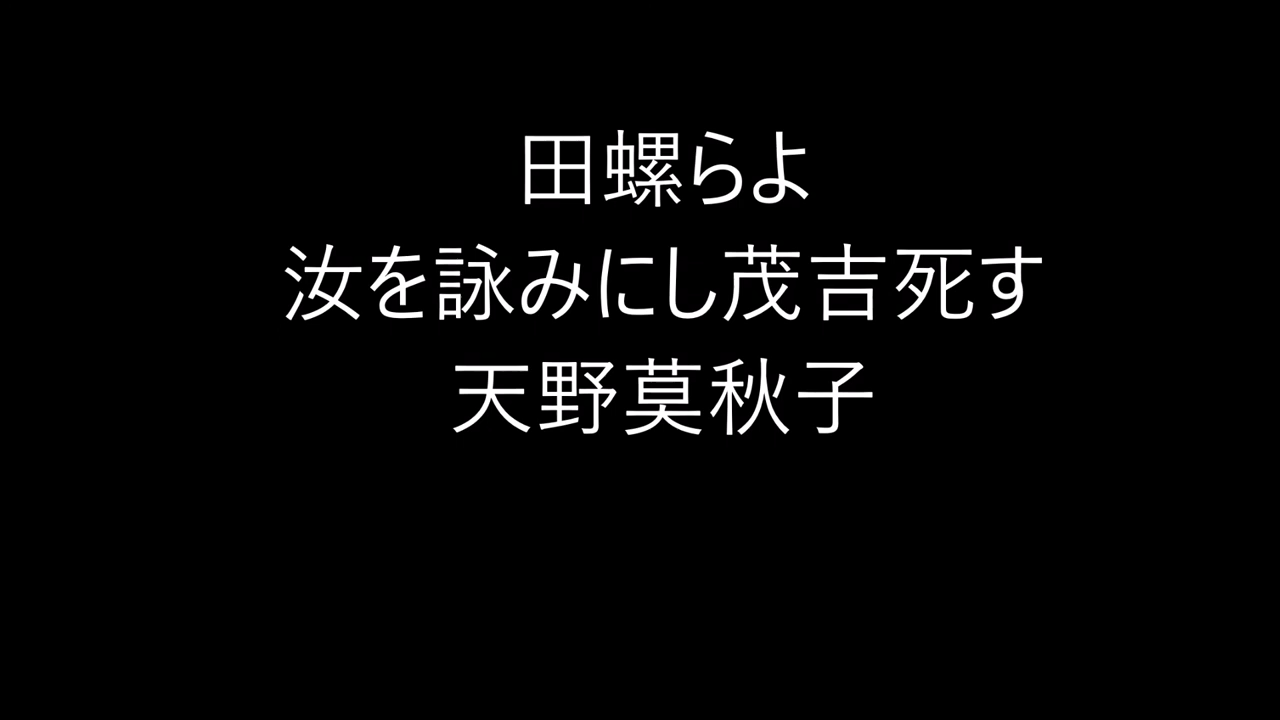 田螺らよ
汝を詠みにし茂吉死す
天野莫秋子